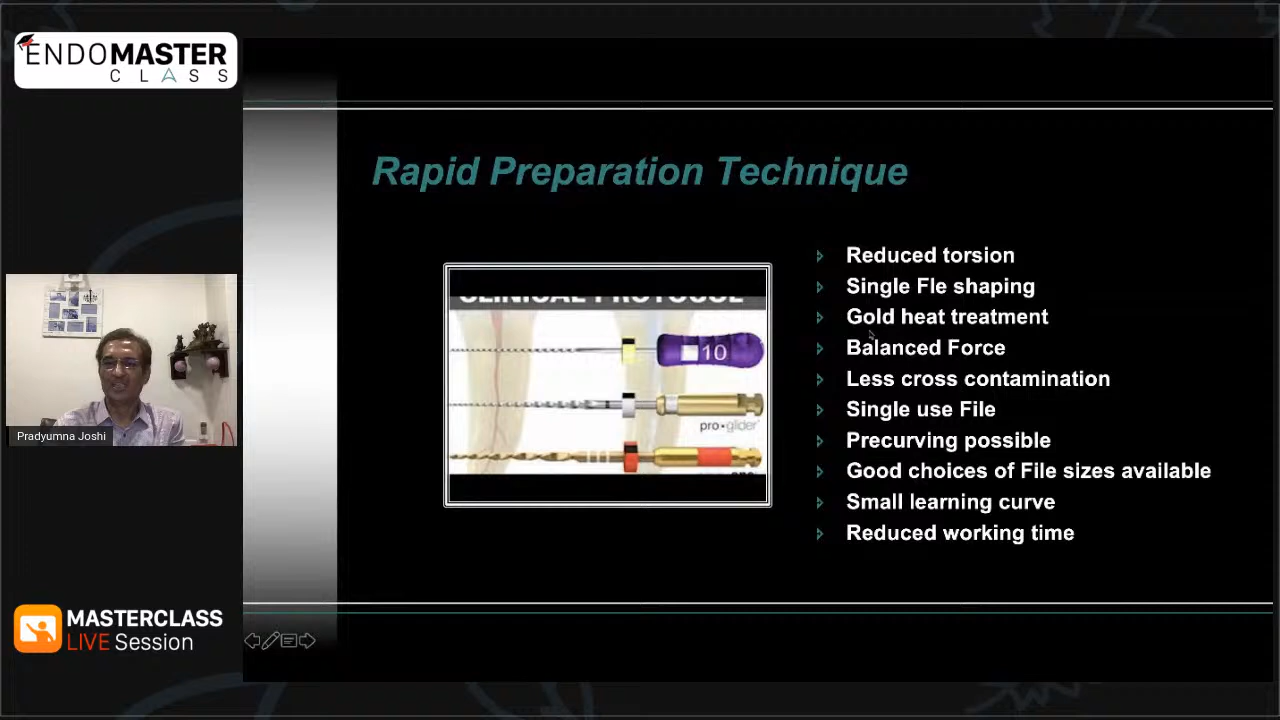 ENDOMASTER
CLASS
Rapid Preparation Technique
Reduced torsion
Single Fle shaping
Gold heat treatment
Balanced Force
Less cross contamination
Single use File
Precurving possible
Good choices of File sizes available
Small learning curve
Reduced working time
CLINICAL PROTOCOL
10
pro·glider
Pradyumna Joshi
MASTERCLASS
LIVE Session